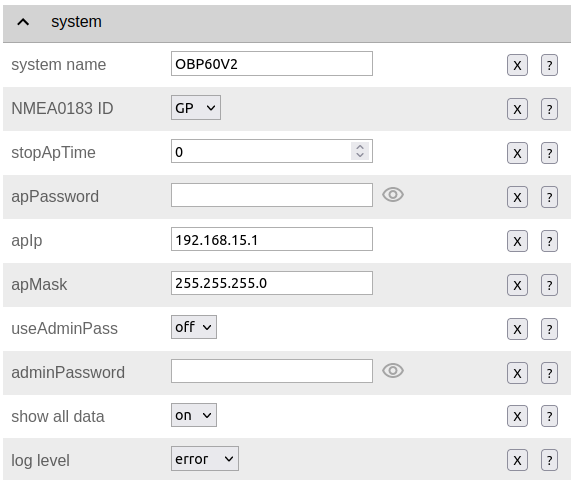 system
system name OBP60V2 X ?
NMEA0183 ID GP X ?
stopApTime 0 X ?
apPassword X ?
apIp 192.168.15.1 X ?
apMask 255.255.255.0 X ?
useAdminPass off X ?
adminPassword X ?
show all data on X ?
log level error X ?